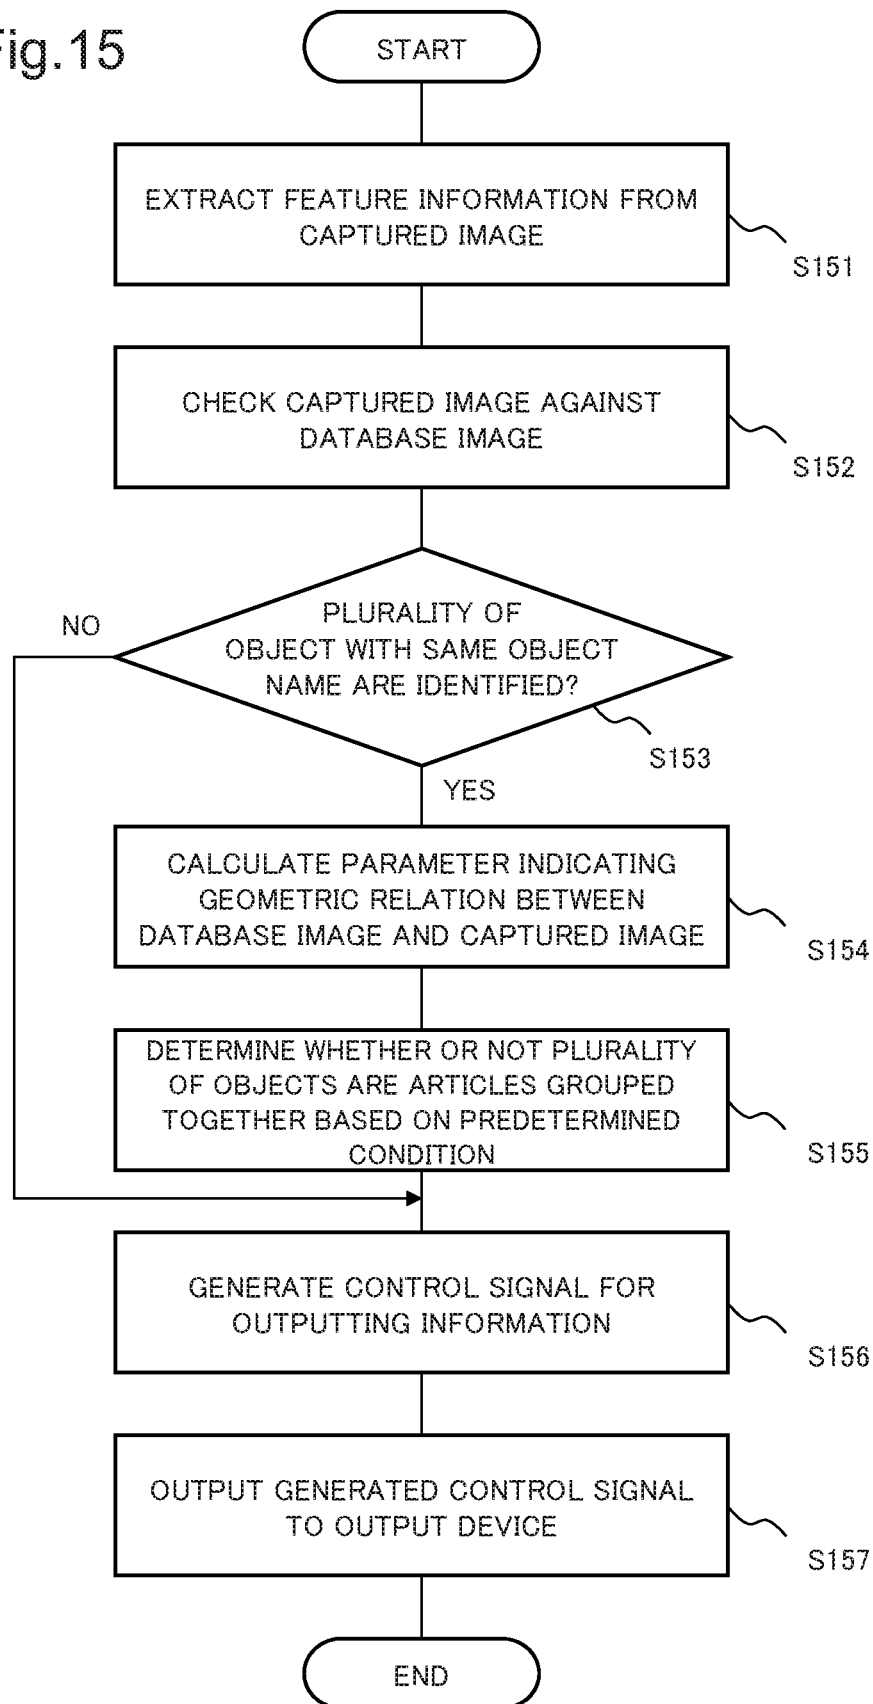 Fig.15
START
EXTRACT FEATURE INFORMATION FROM
CAPTURED IMAGE
S151
CHECK CAPTURED IMAGE AGAINST
DATABASE IMAGE
S152
PLURALITY OF
OBJECT WITH SAME OBJECT
NAME ARE IDENTIFIED?
NO
S153
YES
CALCULATE PARAMETER INDICATING
GEOMETRIC RELATION BETWEEN
DATABASE IMAGE AND CAPTURED IMAGE
S154
DETERMINE WHETHER OR NOT PLURALITY
OF OBJECTS ARE ARTICLES GROUPED
TOGETHER BASED ON PREDETERMINED
CONDITION
S155
GENERATE CONTROL SIGNAL FOR
OUTPUTTING INFORMATION
S156
OUTPUT GENERATED CONTROL SIGNAL
TO OUTPUT DEVICE
S157
END